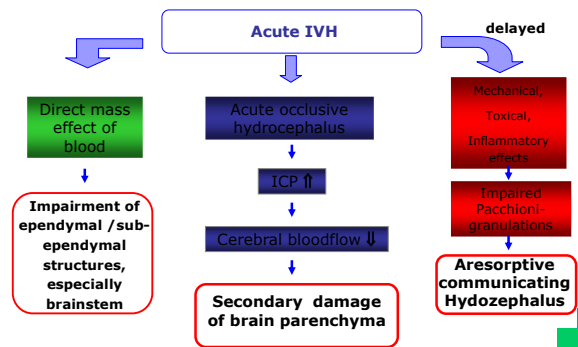 Acute IVH
delayed
Direct mass
effect of
blood
Impairment of
ependymal /sub-
ependymal
structures,
especially
brainstem
Acute occlusive
hydrocephalus
ICP ⇑
Cerebral bloodflow ⇓
Secondary damage
of brain parenchyma
Mechanical,
Toxical,
Inflammatory
effects
Impaired
Pacchioni-
granulations
Aresorptive
communicating
Hydozephalus